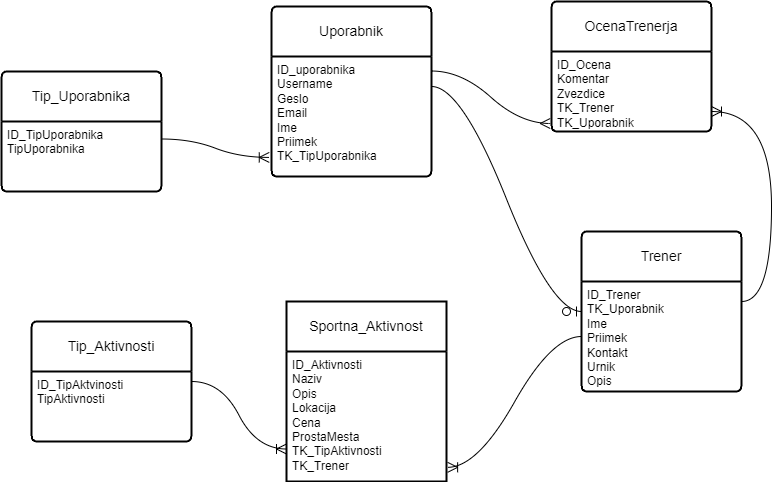 Tip_Uporabnika
ID_TipUporabnika
TipUporabnika
Uporabnik
ID_uporabnika
Username
Geslo
Email
Ime
Priimek
TK_TipUporabnika
OcenaTrenerja
ID_Ocena
Komentar
Zvezdice
TK_Trener
TK_Uporabnik
Trener
ID_Trener
TK_Uporabnik
Ime
Priimek
Kontakt
Urnik
Opis
Tip_Aktivnosti
ID_TipAktvinosti
TipAktivnosti
Sportna_Aktivnost
ID_Aktivnosti
Naziv
Opis
Lokacija
Cena
ProstaMesta
TK_TipAktivnosti
TK_Trener